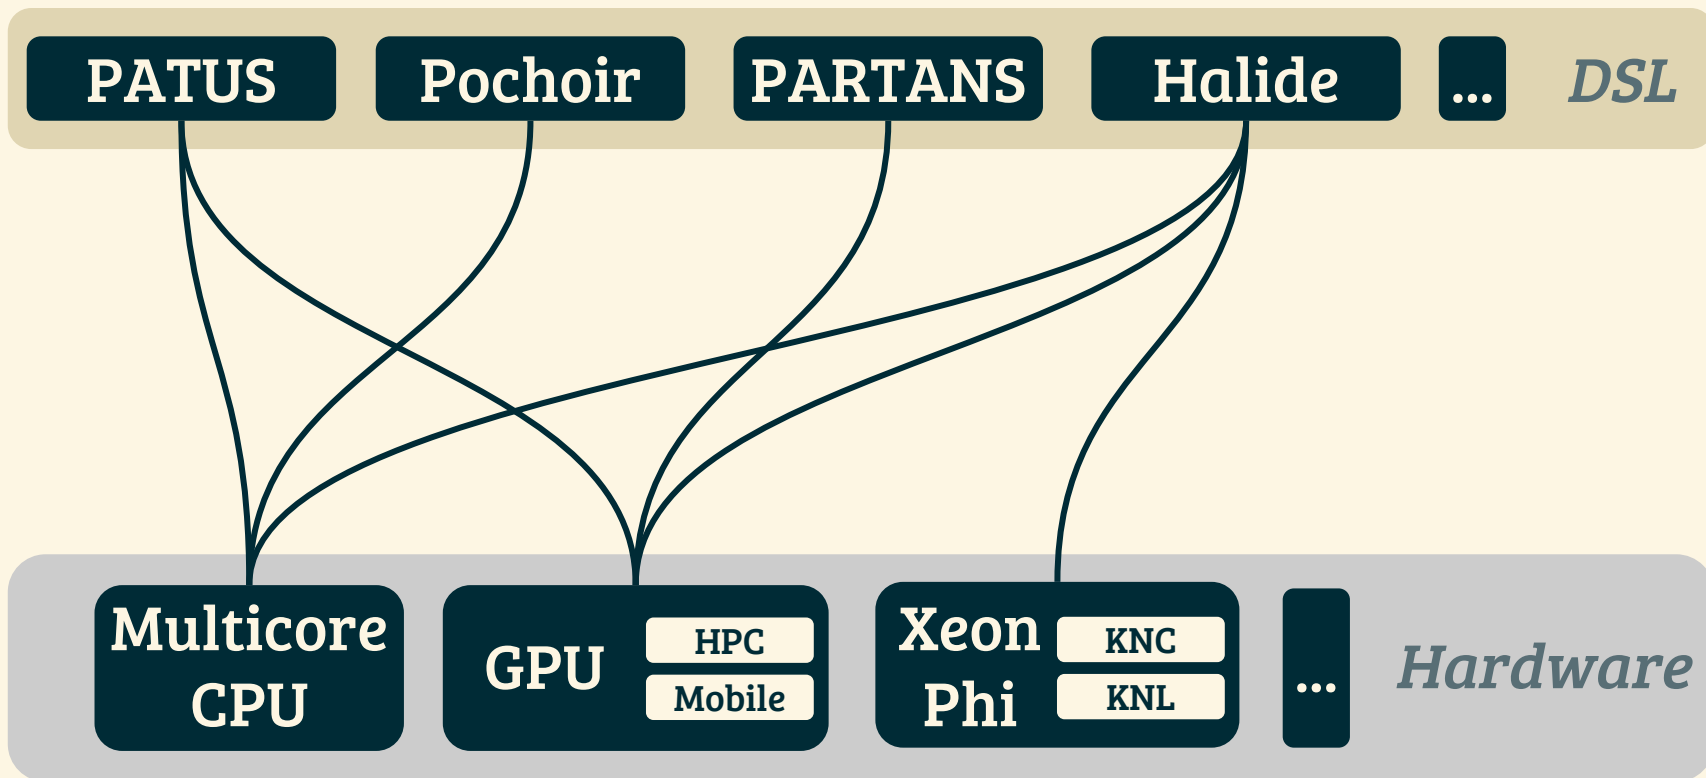 PATUS
Pochoir
PARTANS
Halide
...
DSL
Multicore
CPU
GPU
HPC
Mobile
Xeon
Phi
KNC
KNL
...
Hardware